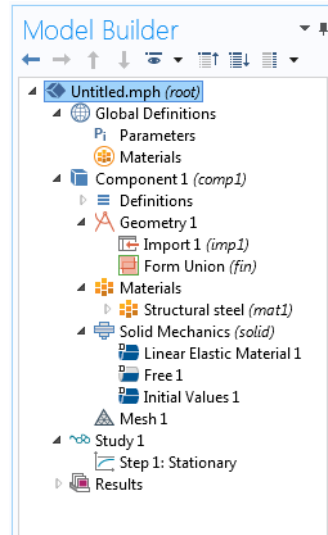 Model Builder
Untitled.mph (root)
Global Definitions
Pi Parameters
Materials
Component 1 (comp1)
Definitions
Geometry 1
Import 1 (imp1)
Form Union (fin)
Materials
Structural steel (mat1)
Solid Mechanics (solid)
D Linear Elastic Material 1
D Free 1
D Initial Values 1
Mesh 1
Study 1
Step 1: Stationary
Results